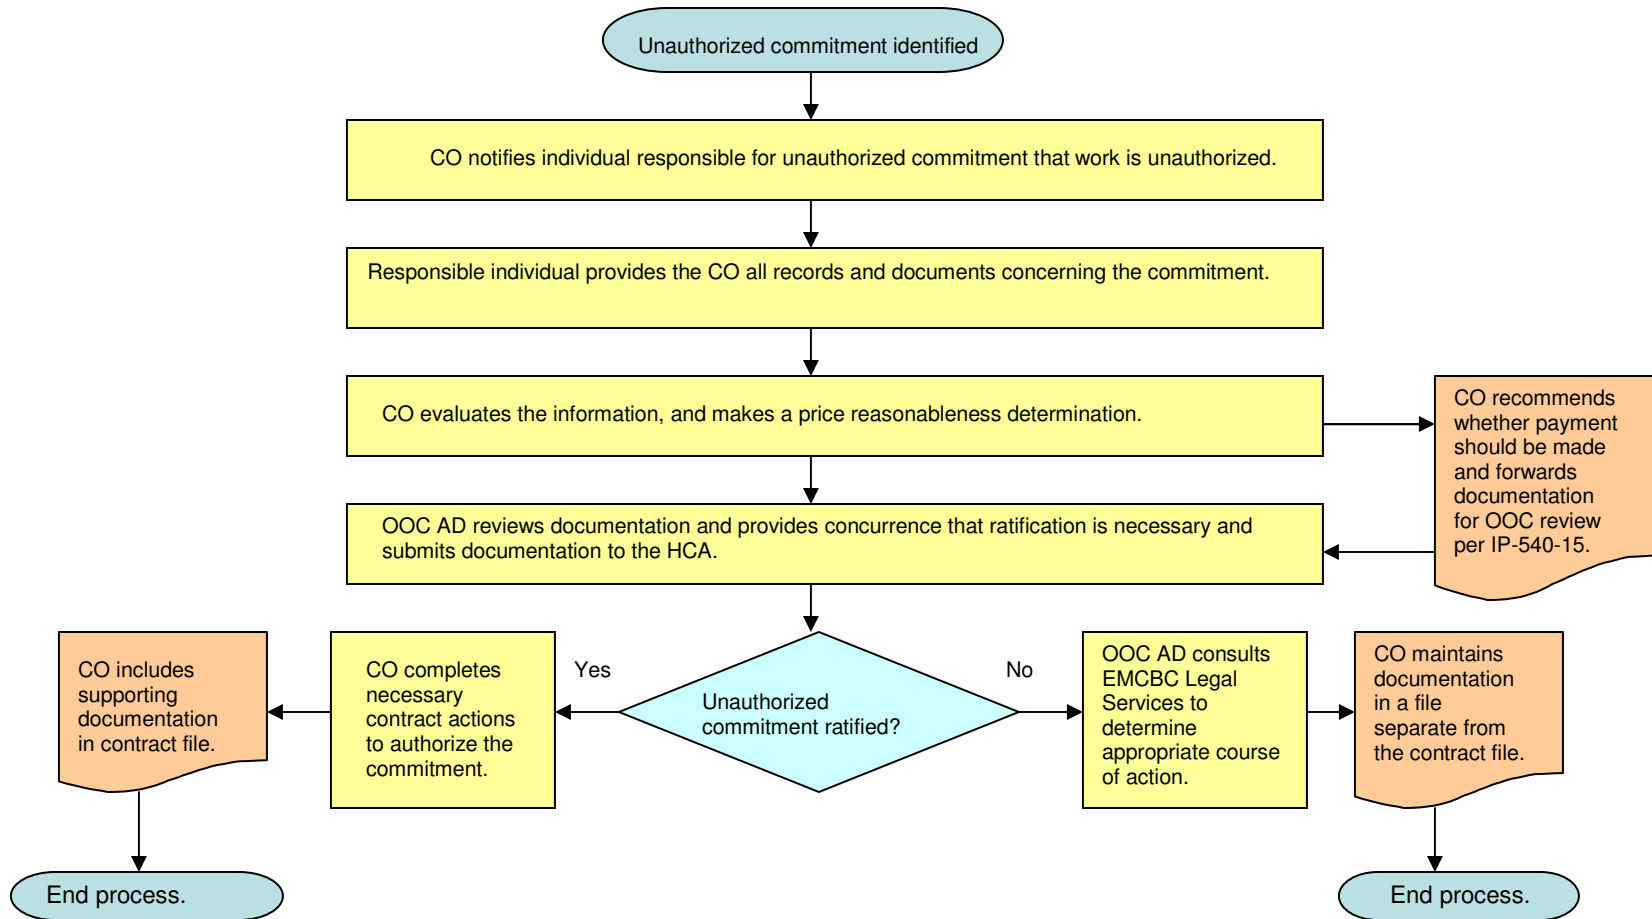 Unauthorized commitment identified
CO notifies individual responsible for unauthorized commitment that work is unauthorized.
Responsible individual provides the CO all records and documents concerning the commitment.
CO evaluates the information, and makes a price reasonableness determination.
CO recommends
whether payment
should be made
and forwards
documentation
for OOC review
per IP-540-15.
OOC AD reviews documentation and provides concurrence that ratification is necessary and
submits documentation to the HCA.
CO includes
supporting
documentation
in contract file.
CO completes
necessary
contract actions
to authorize the
commitment.
Yes
Unauthorized
commitment ratified?
No
OOC AD consults
EMCBC Legal
Services to
determine
appropriate course
of action.
CO maintains
documentation
in a file
separate from
the contract file.
End process.
End process.